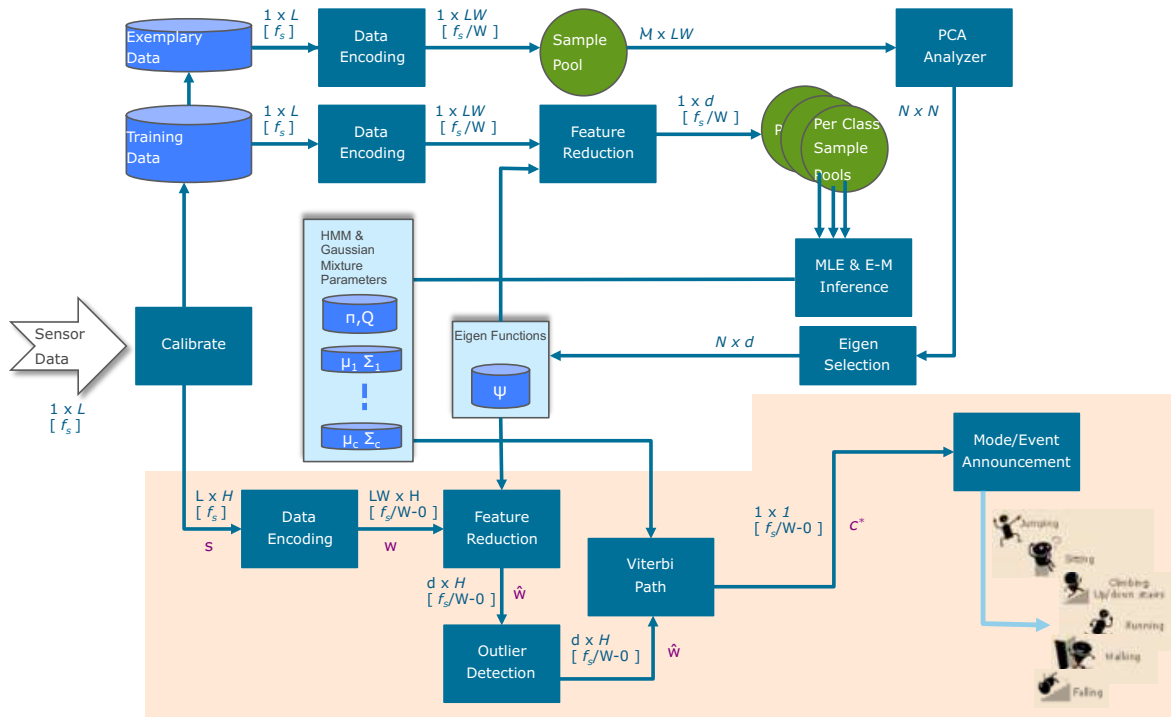 Exemplary
Data
1 x L
[ fs ]
Data
Encoding
1 x LW
[ fs/W ]
Sample
Pool
M x LW
PCA
Analyzer
Training
Data
1 x L
[ fs ]
Data
Encoding
1 x LW
[ fs/W ]
Feature
Reduction
1 x d
[ fs/W ]
P
Per Class
Sample
Pools
N x N
HMM &
Gaussian
Mixture
Parameters
π,Q
μ1 Σ1
μc Σc
MLE & E-M
Inference
Sensor
Data
1 x L
[ fs ]
Calibrate
Eigen Functions
Ψ
N x d
Eigen
Selection
Mode/Event
Announcement
L x H
[ fs ]
s
Data
Encoding
LW x H
[ fs/W-0 ]
w
Feature
Reduction
d x H
[ fs/W-0 ]
ŵ
Outlier
Detection
d x H
[ fs/W-0 ]
ŵ
Viterbi
Path
1 x 1
[ fs/W-0 ]
c*
Jumping
Sitting
Climbing
Up/down stairs
Running
Walking
Falling